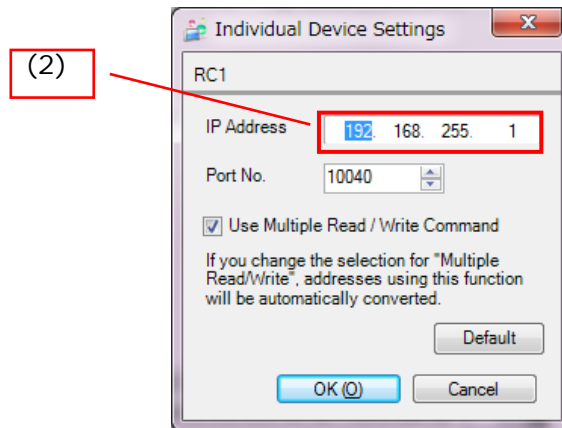 Individual Device Settings
(2)
RC1
IP Address 192. 168. 255. 1
Port No. 10040
Use Multiple Read / Write Command
If you change the selection for "Multiple
Read/Write", addresses using this function
will be automatically converted.
Default
OK (O) Cancel